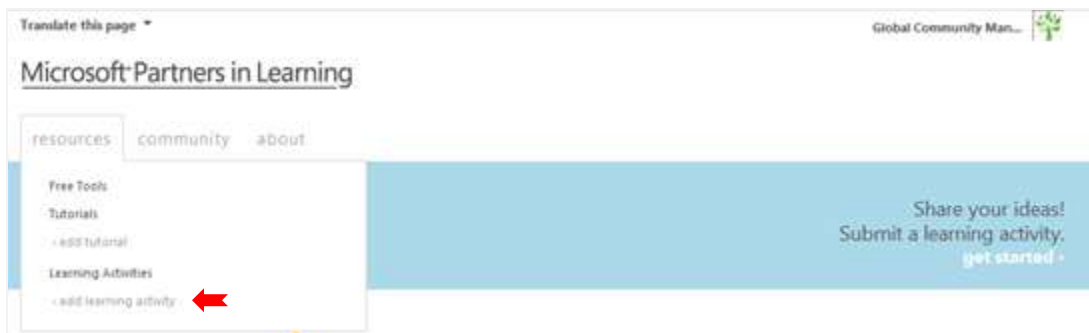 Translate this page
Global Community Man...
Microsoft Partners in Learning
resources community about
Free Tools
Tutorials
› add tutorial
Learning Activities
› add learning activity
Share your ideas!
Submit a learning activity.
get started ›